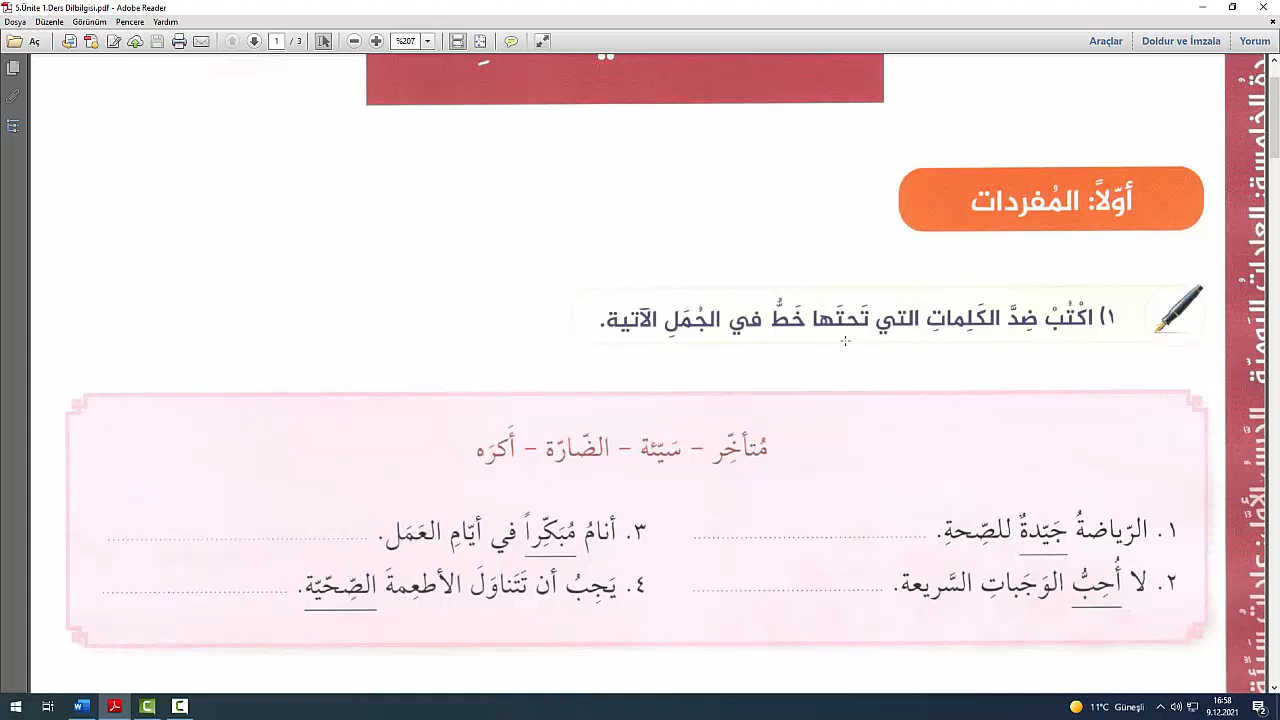 5.Ünite 1.Ders Dilbilgisi.pdf - Adobe Reader
Dosya Düzenle Görünüm Pencere Yardım
Aç 1 / 3 %207 Araçlar Doldur ve İmzala Yorum
أوّلاً: المُفردات
١) اكْتُبْ ضِدَّ الكَلِماتِ التي تَحتَها خَطٌّ في الجُمَلِ الآتية.
مُتأخِّر – سَيّئة – الضّارّة – أَكرَه
١. الرّياضةُ جَيّدةٌ للصِّحةِ. ........................
٢. لا أُحِبُّ الوَجَباتِ السَّريعة. ........................
٣. أنامُ مُبَكِّراً في أيّامِ العَمَل. ........................
٤. يَجِبُ أن تَتَناوَلَ الأطعِمةَ الصِّحّيّة. ........................
11°C Güneşli
16:58
9.12.2021